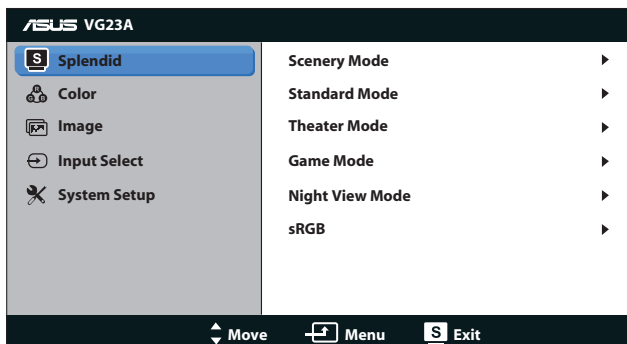 ASUS VG23A
S Splendid
Color
Image
Input Select
System Setup
Scenery Mode
Standard Mode
Theater Mode
Game Mode
Night View Mode
sRGB
Move Menu S Exit